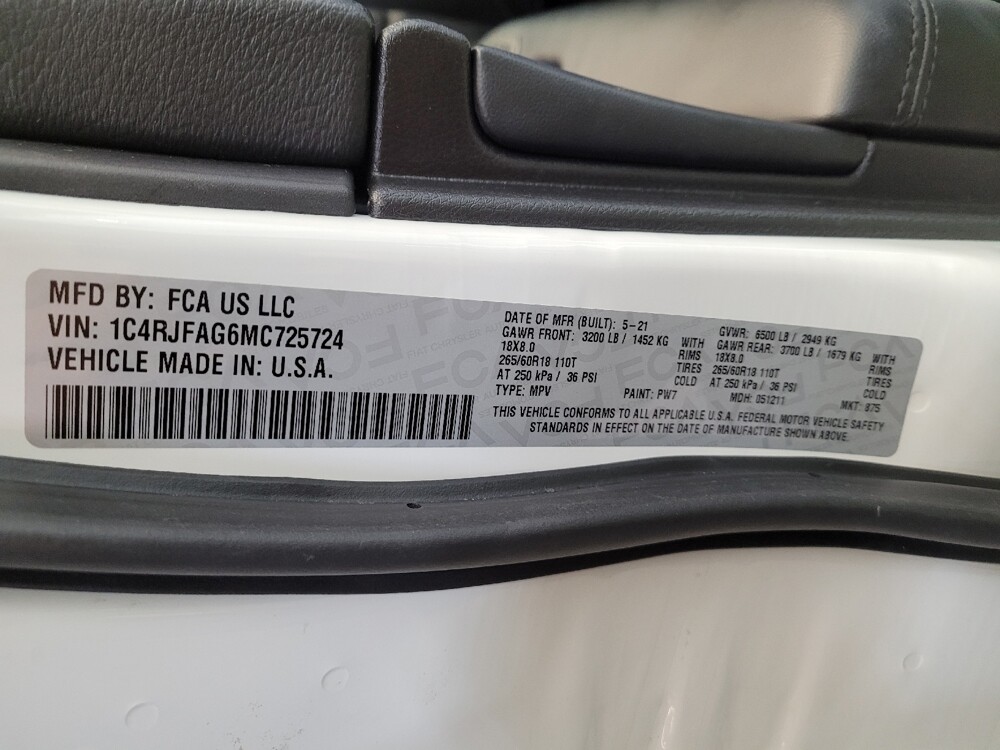 MFD BY: FCA US LLC
VIN: 1C4RJFAG6MC725724
VEHICLE MADE IN: U.S.A.
DATE OF MFR (BUILT): 5-21 GVWR: 6500 LB / 2949 KG
GAWR FRONT: 3200 LB / 1452 KG WITH GAWR REAR: 3700 LB / 1679 KG WITH
18X8.0 RIMS 18X8.0 RIMS
265/60R18 110T TIRES 265/60R18 110T TIRES
AT 250 kPa / 36 PSI COLD AT 250 kPa / 36 PSI COLD
TYPE: MPV PAINT: PW7 MDH: 051211 MKT: 875
THIS VEHICLE CONFORMS TO ALL APPLICABLE U.S.A. FEDERAL MOTOR VEHICLE SAFETY
STANDARDS IN EFFECT ON THE DATE OF MANUFACTURE SHOWN ABOVE.